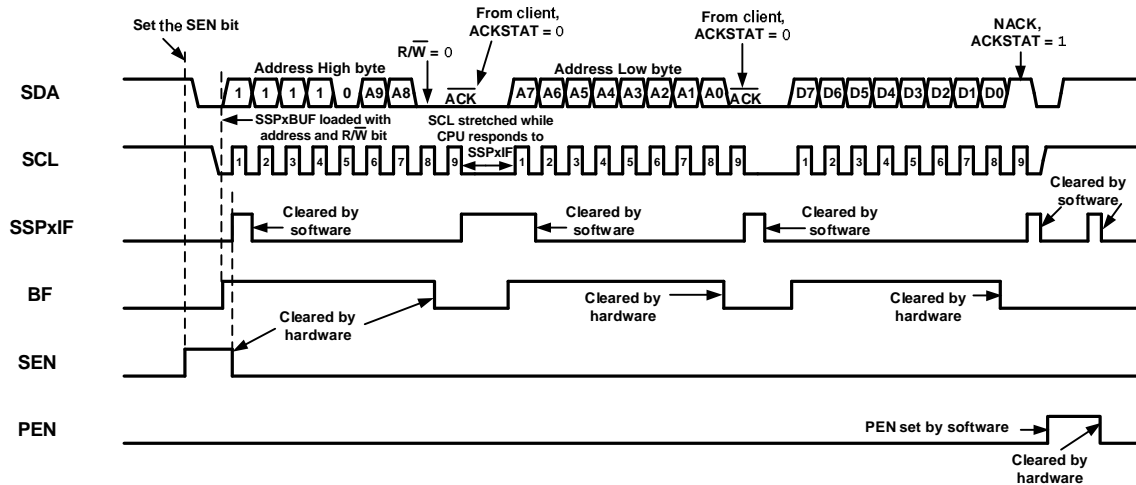 Set the SEN bit
From client,
ACKSTAT = 0
R/W = 0
From client,
ACKSTAT = 0
NACK,
ACKSTAT = 1
SDA
Address High byte
1 1 1 1 0 A9 A8
ACK
Address Low byte
A7 A6 A5 A4 A3 A2 A1 A0
ACK
D7 D6 D5 D4 D3 D2 D1 D0
SSPxBUF loaded with
address and R/W bit
SCL stretched while
CPU responds to
SSPxIF
SCL
1 2 3 4 5 6 7 8 9 1 2 3 4 5 6 7 8 9 1 2 3 4 5 6 7 8 9
SSPxIF
Cleared by
software
Cleared by
software
Cleared by
software
Cleared by
software
BF
Cleared by
hardware
Cleared by
hardware
Cleared by
hardware
SEN
PEN
PEN set by software
Cleared by
hardware